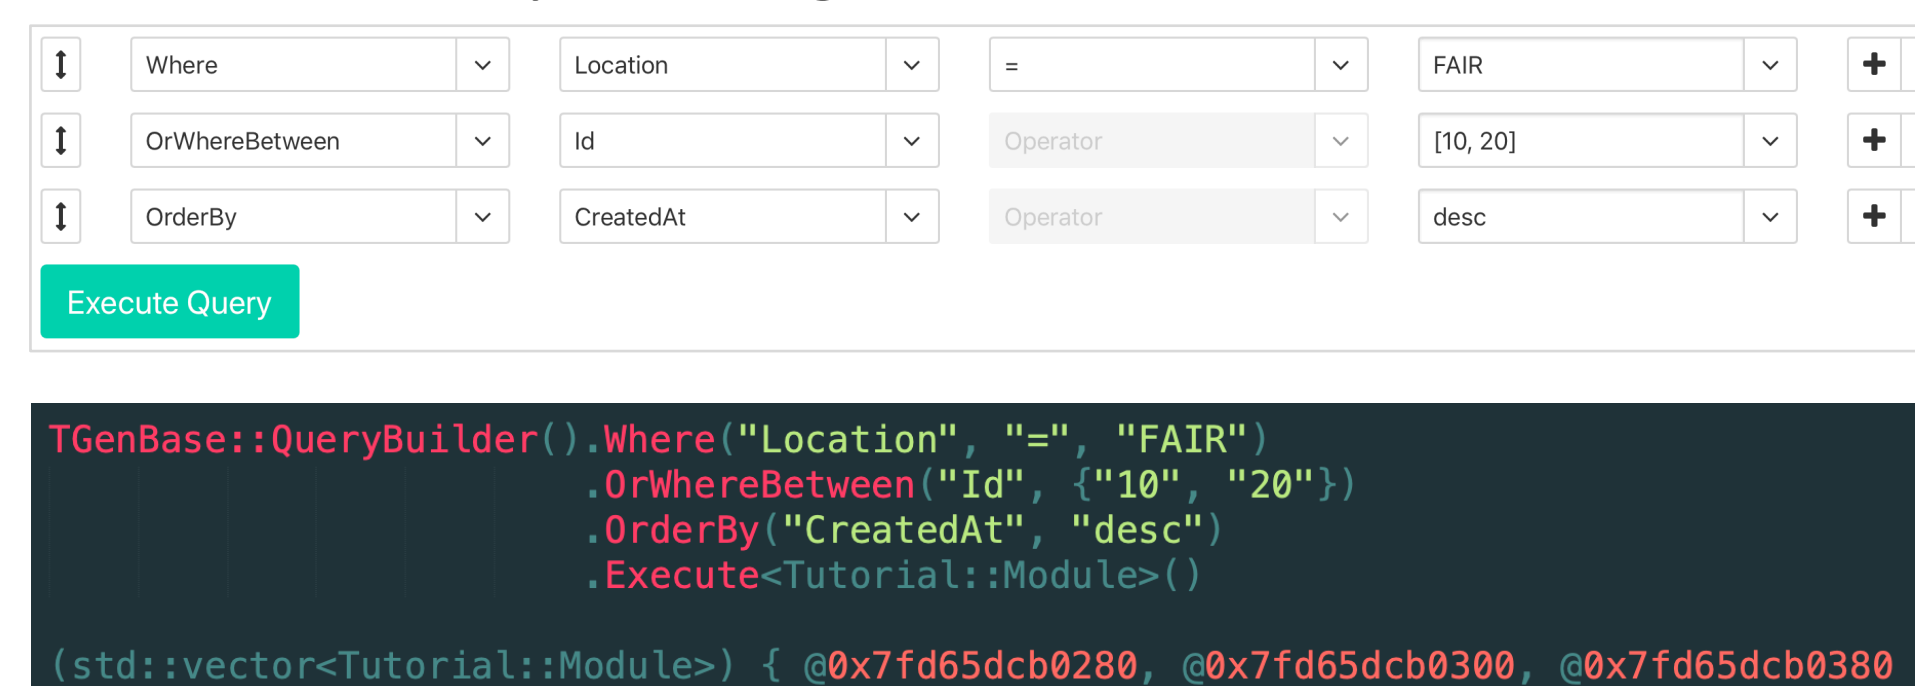 Where Location = FAIR
OrWhereBetween Id Operator [10, 20]
OrderBy CreatedAt Operator desc
Execute Query
TGenBase::QueryBuilder().Where("Location", "=", "FAIR")
.OrWhereBetween("Id", {"10", "20"})
.OrderBy("CreatedAt", "desc")
.Execute<Tutorial::Module>()
(std::vector<Tutorial::Module>) { @0x7fd65dcb0280, @0x7fd65dcb0300, @0x7fd65dcb0380